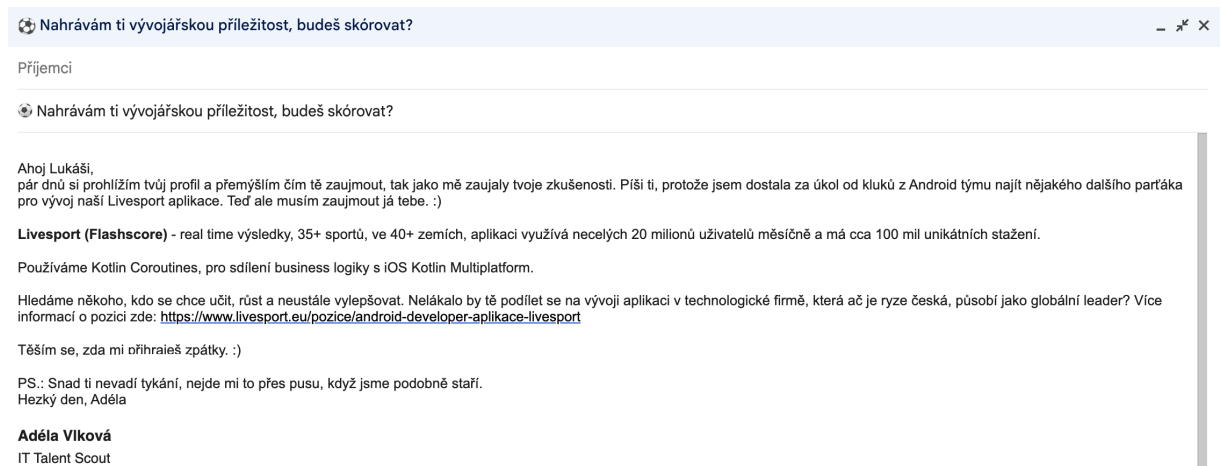 ⚽ Nahrávám ti vývojářskou příležitost, budeš skórovat?
Příjemci
⚽ Nahrávám ti vývojářskou příležitost, budeš skórovat?
Ahoj Lukáši,
pár dnů si prohlížím tvůj profil a přemýšlím čím tě zaujmout, tak jako mě zaujaly tvoje zkušenosti. Píši ti, protože jsem dostala za úkol od kluků z Android týmu najít nějakého dalšího parťáka
pro vývoj naší Livesport aplikace. Teď ale musím zaujmout já tebe. :)
Livesport (Flashscore) - real time výsledky, 35+ sportů, ve 40+ zemích, aplikaci využívá necelých 20 milionů uživatelů měsíčně a má cca 100 mil unikátních stažení.
Používáme Kotlin Coroutines, pro sdílení business logiky s iOS Kotlin Multiplatform.
Hledáme někoho, kdo se chce učit, růst a neustále vylepšovat. Nelákalo by tě podílet se na vývoji aplikaci v technologické firmě, která ač je ryze česká, působí jako globální leader? Více
informací o pozici zde: https://www.livesport.eu/pozice/android-developer-aplikace-livesport
Těším se, zda mi přihraješ zpátky. :)
PS.: Snad ti nevadí tykání, nejde mi to přes pusu, když jsme podobně staří.
Hezký den, Adéla
Adéla Vlková
IT Talent Scout